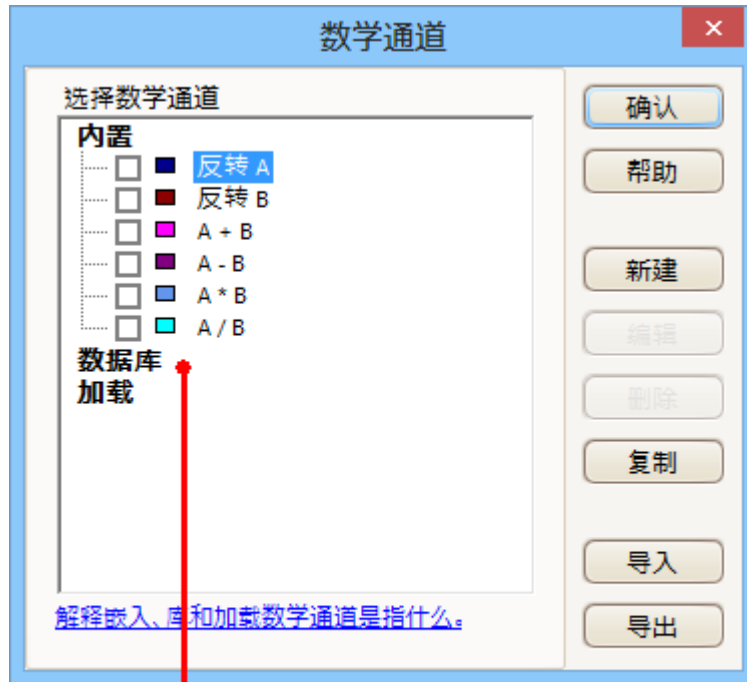 数学通道
选择数学通道
内置
反转 A
反转 B
A + B
A - B
A * B
A / B
数据库
加载
解释嵌入、库和加载数学通道是指什么。
确认
帮助
新建
编辑
删除
复制
导入
导出